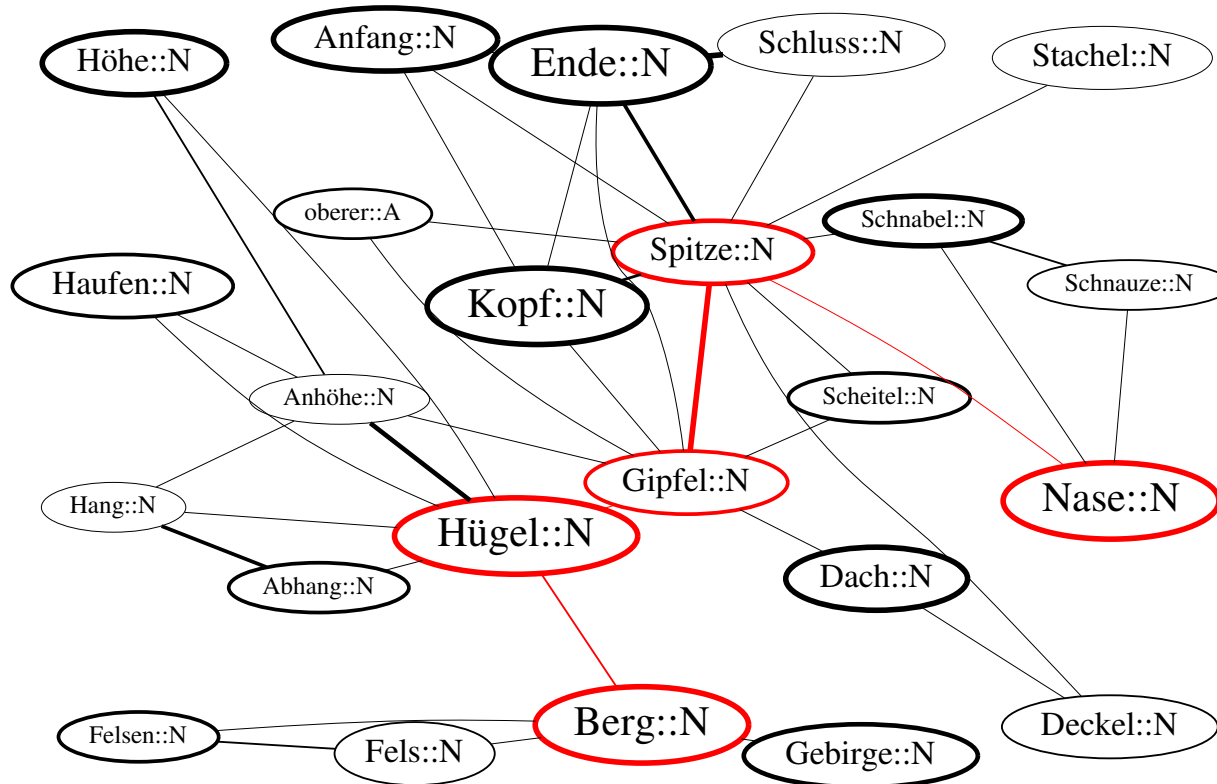 Anfang::N
Ende::N
Schluss::N
Höhe::N
Stachel::N
oberer::A
Schnabel::N
Spitze::N
Haufen::N
Schnauze::N
Kopf::N
Anhöhe::N
Scheitel::N
Gipfel::N
Nase::N
Hang::N
Hügel::N
Dach::N
Abhang::N
Berg::N
Deckel::N
Felsen::N
Fels::N
Gebirge::N